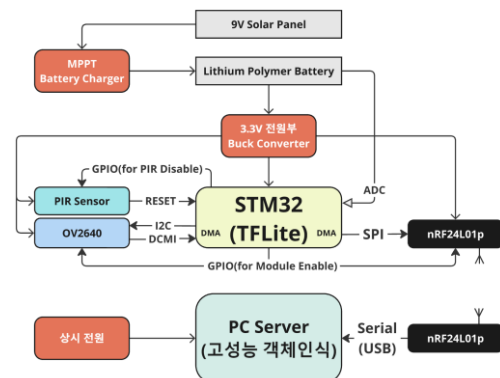 9V Solar Panel
MPPT
Battery Charger
Lithium Polymer Battery
3.3V 전원부
Buck Converter
GPIO(for PIR Disable)
ADC
PIR Sensor
RESET
STM32
(TFLite)
OV2640
I2C
DCMI
DMA
DMA
SPI
nRF24L01p
GPIO(for Module Enable)
상시 전원
PC Server
(고성능 객체인식)
Serial
(USB)
nRF24L01p